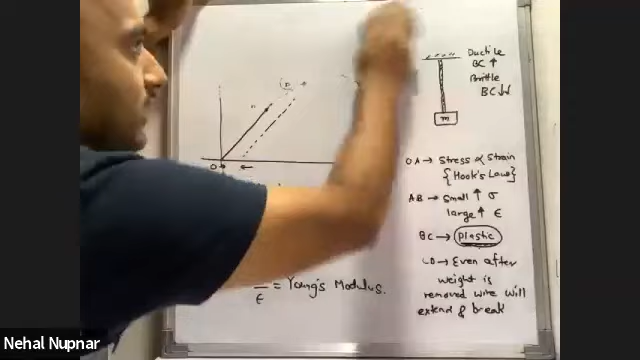 Ductile
BC ↑
Brittle
BC ↓↓
m
O
OA → Stress ∝ Strain
{Hook's Law}
AB → Small ↑ σ
large ↑ ε
BC → plastic
CD → Even after
weight is
removed wire will
extend & break
ε = Young's Modulus.
Nehal Nupnar